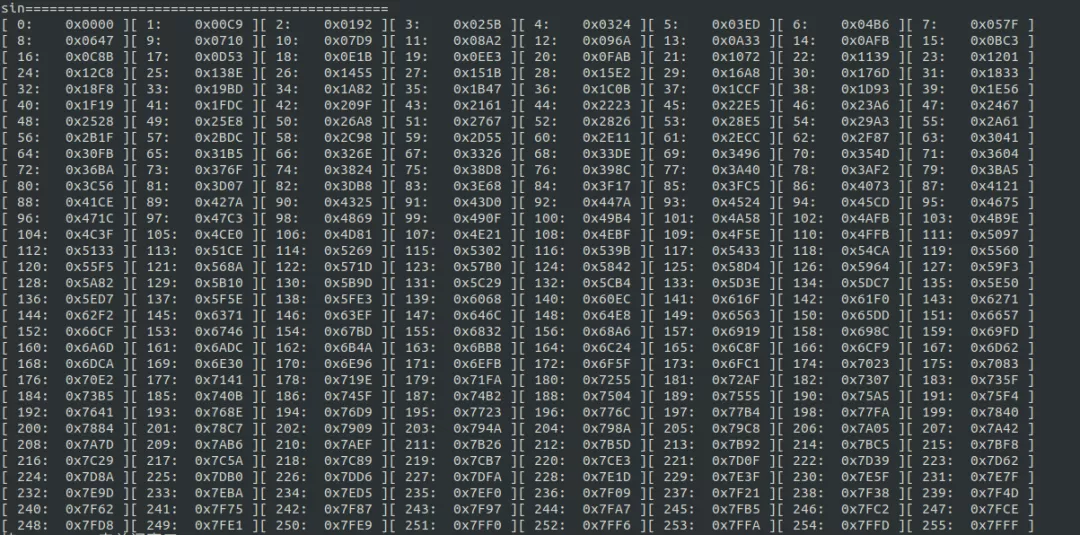 sin==============================================
[ 0: 0x0000 ][ 1: 0x00C9 ][ 2: 0x0192 ][ 3: 0x025B ][ 4: 0x0324 ][ 5: 0x03ED ][ 6: 0x04B6 ][ 7: 0x057F ]
[ 8: 0x0647 ][ 9: 0x0710 ][ 10: 0x07D9 ][ 11: 0x08A2 ][ 12: 0x096A ][ 13: 0x0A33 ][ 14: 0x0AFB ][ 15: 0x0BC3 ]
[ 16: 0x0C8B ][ 17: 0x0D53 ][ 18: 0x0E1B ][ 19: 0x0EE3 ][ 20: 0x0FAB ][ 21: 0x1072 ][ 22: 0x1139 ][ 23: 0x1201 ]
[ 24: 0x12C8 ][ 25: 0x138E ][ 26: 0x1455 ][ 27: 0x151B ][ 28: 0x15E2 ][ 29: 0x16A8 ][ 30: 0x176D ][ 31: 0x1833 ]
[ 32: 0x18F8 ][ 33: 0x19BD ][ 34: 0x1A82 ][ 35: 0x1B47 ][ 36: 0x1C0B ][ 37: 0x1CCF ][ 38: 0x1D93 ][ 39: 0x1E56 ]
[ 40: 0x1F19 ][ 41: 0x1FDC ][ 42: 0x209F ][ 43: 0x2161 ][ 44: 0x2223 ][ 45: 0x22E5 ][ 46: 0x23A6 ][ 47: 0x2467 ]
[ 48: 0x2528 ][ 49: 0x25E8 ][ 50: 0x26A8 ][ 51: 0x2767 ][ 52: 0x2826 ][ 53: 0x28E5 ][ 54: 0x29A3 ][ 55: 0x2A61 ]
[ 56: 0x2B1F ][ 57: 0x2BDC ][ 58: 0x2C98 ][ 59: 0x2D55 ][ 60: 0x2E11 ][ 61: 0x2ECC ][ 62: 0x2F87 ][ 63: 0x3041 ]
[ 64: 0x30FB ][ 65: 0x31B5 ][ 66: 0x326E ][ 67: 0x3326 ][ 68: 0x33DE ][ 69: 0x3496 ][ 70: 0x354D ][ 71: 0x3604 ]
[ 72: 0x36BA ][ 73: 0x376F ][ 74: 0x3824 ][ 75: 0x38D8 ][ 76: 0x398C ][ 77: 0x3A40 ][ 78: 0x3AF2 ][ 79: 0x3BA5 ]
[ 80: 0x3C56 ][ 81: 0x3D07 ][ 82: 0x3DB8 ][ 83: 0x3E68 ][ 84: 0x3F17 ][ 85: 0x3FC5 ][ 86: 0x4073 ][ 87: 0x4121 ]
[ 88: 0x41CE ][ 89: 0x427A ][ 90: 0x4325 ][ 91: 0x43D0 ][ 92: 0x447A ][ 93: 0x4524 ][ 94: 0x45CD ][ 95: 0x4675 ]
[ 96: 0x471C ][ 97: 0x47C3 ][ 98: 0x4869 ][ 99: 0x490F ][ 100: 0x49B4 ][ 101: 0x4A58 ][ 102: 0x4AFB ][ 103: 0x4B9E ]
[ 104: 0x4C3F ][ 105: 0x4CE0 ][ 106: 0x4D81 ][ 107: 0x4E21 ][ 108: 0x4EBF ][ 109: 0x4F5E ][ 110: 0x4FFB ][ 111: 0x5097 ]
[ 112: 0x5133 ][ 113: 0x51CE ][ 114: 0x5269 ][ 115: 0x5302 ][ 116: 0x539B ][ 117: 0x5433 ][ 118: 0x54CA ][ 119: 0x5560 ]
[ 120: 0x55F5 ][ 121: 0x568A ][ 122: 0x571D ][ 123: 0x57B0 ][ 124: 0x5842 ][ 125: 0x58D4 ][ 126: 0x5964 ][ 127: 0x59F3 ]
[ 128: 0x5A82 ][ 129: 0x5B10 ][ 130: 0x5B9D ][ 131: 0x5C29 ][ 132: 0x5CB4 ][ 133: 0x5D3E ][ 134: 0x5DC7 ][ 135: 0x5E50 ]
[ 136: 0x5ED7 ][ 137: 0x5F5E ][ 138: 0x5FE3 ][ 139: 0x6068 ][ 140: 0x60EC ][ 141: 0x616F ][ 142: 0x61F0 ][ 143: 0x6271 ]
[ 144: 0x62F2 ][ 145: 0x6371 ][ 146: 0x63EF ][ 147: 0x646C ][ 148: 0x64E8 ][ 149: 0x6563 ][ 150: 0x65DD ][ 151: 0x6657 ]
[ 152: 0x66CF ][ 153: 0x6746 ][ 154: 0x67BD ][ 155: 0x6832 ][ 156: 0x68A6 ][ 157: 0x6919 ][ 158: 0x698C ][ 159: 0x69FD ]
[ 160: 0x6A6D ][ 161: 0x6ADC ][ 162: 0x6B4A ][ 163: 0x6BB8 ][ 164: 0x6C24 ][ 165: 0x6C8F ][ 166: 0x6CF9 ][ 167: 0x6D62 ]
[ 168: 0x6DCA ][ 169: 0x6E30 ][ 170: 0x6E96 ][ 171: 0x6EFB ][ 172: 0x6F5F ][ 173: 0x6FC1 ][ 174: 0x7023 ][ 175: 0x7083 ]
[ 176: 0x70E2 ][ 177: 0x7141 ][ 178: 0x719E ][ 179: 0x71FA ][ 180: 0x7255 ][ 181: 0x72AF ][ 182: 0x7307 ][ 183: 0x735F ]
[ 184: 0x73B5 ][ 185: 0x740B ][ 186: 0x745F ][ 187: 0x74B2 ][ 188: 0x7504 ][ 189: 0x7555 ][ 190: 0x75A5 ][ 191: 0x75F4 ]
[ 192: 0x7641 ][ 193: 0x768E ][ 194: 0x76D9 ][ 195: 0x7723 ][ 196: 0x776C ][ 197: 0x77B4 ][ 198: 0x77FA ][ 199: 0x7840 ]
[ 200: 0x7884 ][ 201: 0x78C7 ][ 202: 0x7909 ][ 203: 0x794A ][ 204: 0x798A ][ 205: 0x79C8 ][ 206: 0x7A05 ][ 207: 0x7A42 ]
[ 208: 0x7A7D ][ 209: 0x7AB6 ][ 210: 0x7AEF ][ 211: 0x7B26 ][ 212: 0x7B5D ][ 213: 0x7B92 ][ 214: 0x7BC5 ][ 215: 0x7BF8 ]
[ 216: 0x7C29 ][ 217: 0x7C5A ][ 218: 0x7C89 ][ 219: 0x7CB7 ][ 220: 0x7CE3 ][ 221: 0x7D0F ][ 222: 0x7D39 ][ 223: 0x7D62 ]
[ 224: 0x7D8A ][ 225: 0x7DB0 ][ 226: 0x7DD6 ][ 227: 0x7DFA ][ 228: 0x7E1D ][ 229: 0x7E3F ][ 230: 0x7E5F ][ 231: 0x7E7F ]
[ 232: 0x7E9D ][ 233: 0x7EBA ][ 234: 0x7ED5 ][ 235: 0x7EF0 ][ 236: 0x7F09 ][ 237: 0x7F21 ][ 238: 0x7F38 ][ 239: 0x7F4D ]
[ 240: 0x7F62 ][ 241: 0x7F75 ][ 242: 0x7F87 ][ 243: 0x7F97 ][ 244: 0x7FA7 ][ 245: 0x7FB5 ][ 246: 0x7FC2 ][ 247: 0x7FCE ]
[ 248: 0x7FD8 ][ 249: 0x7FE1 ][ 250: 0x7FE9 ][ 251: 0x7FF0 ][ 252: 0x7FF6 ][ 253: 0x7FFA ][ 254: 0x7FFD ][ 255: 0x7FFF ]